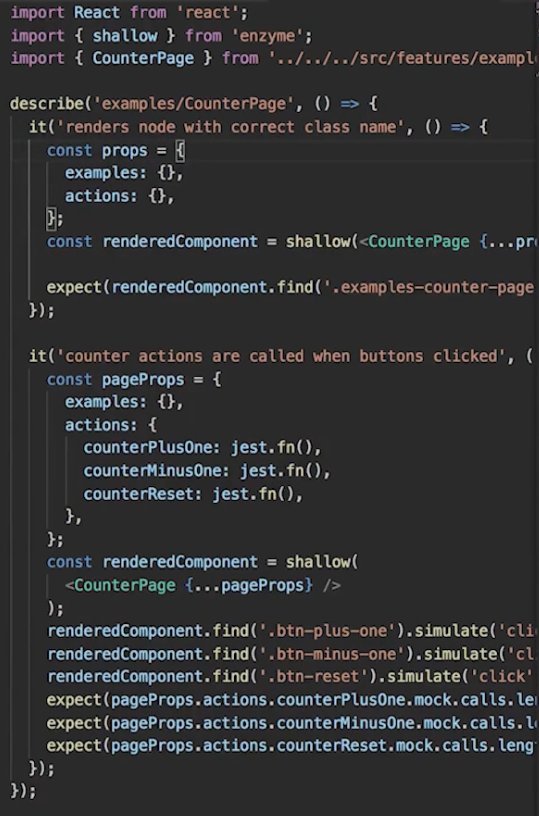 import React from 'react';
import { shallow } from 'enzyme';
import { CounterPage } from '../../../src/features/exampl
describe('examples/CounterPage', () => {
  it('renders node with correct class name', () => {
    const props = {
      examples: {},
      actions: {},
    };
    const renderedComponent = shallow(<CounterPage {...pr
    expect(renderedComponent.find('.examples-counter-page
  });
  it('counter actions are called when buttons clicked', (
    const pageProps = {
      examples: {},
      actions: {
        counterPlusOne: jest.fn(),
        counterMinusOne: jest.fn(),
        counterReset: jest.fn(),
      },
    };
    const renderedComponent = shallow(
      <CounterPage {...pageProps} />
    );
    renderedComponent.find('.btn-plus-one').simulate('cli
    renderedComponent.find('.btn-minus-one').simulate('cl
    renderedComponent.find('.btn-reset').simulate('click'
    expect(pageProps.actions.counterPlusOne.mock.calls.len
    expect(pageProps.actions.counterMinusOne.mock.calls.l
    expect(pageProps.actions.counterReset.mock.calls.leng
  });
});